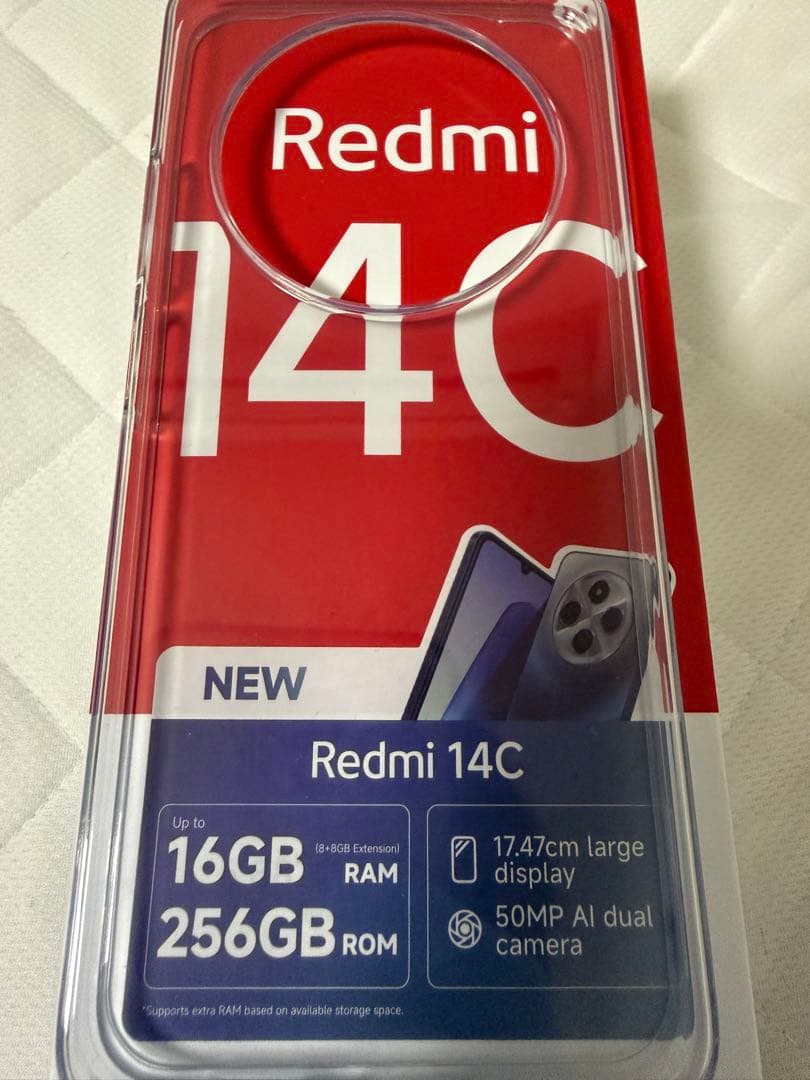 Redmi
14C
NEW
Redmi 14C
Up to
16GB (8+8GB Extension) RAM
256GB ROM
17.47cm large
display
50MP AI dual
camera
*Supports extra RAM based on available storage space.